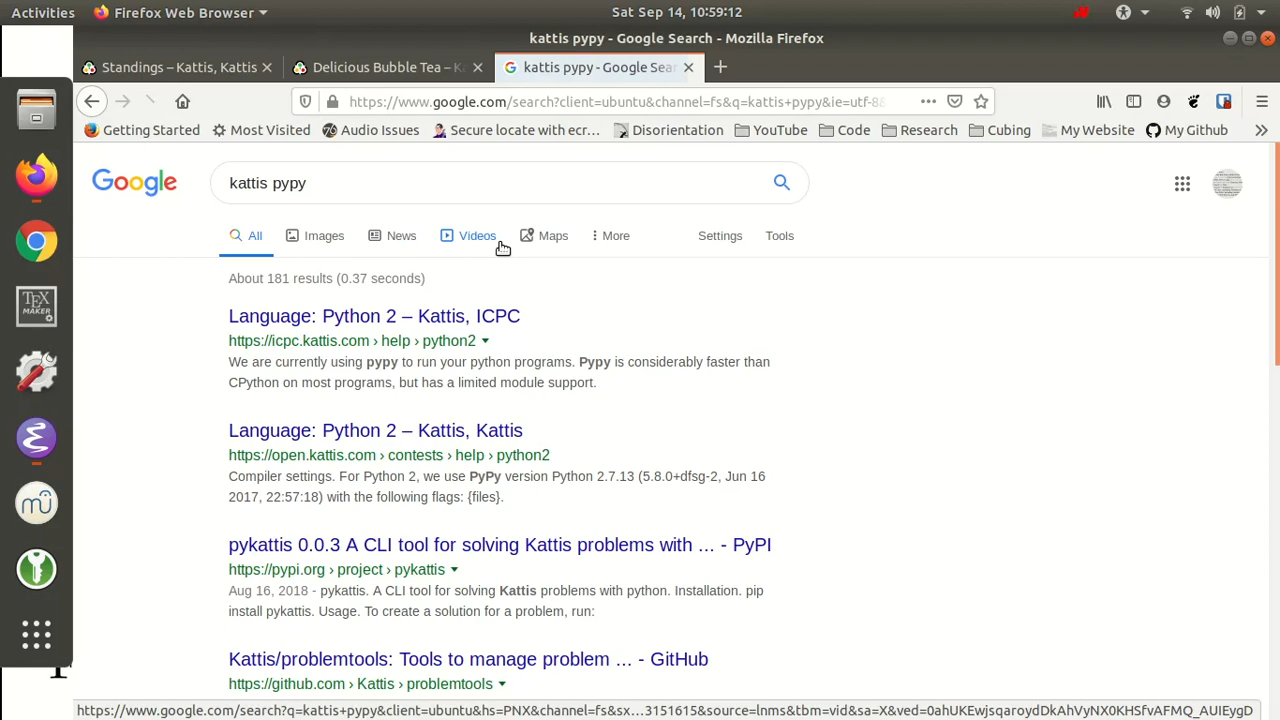 Activities
Firefox Web Browser
Sat Sep 14, 10:59:12
kattis pypy - Google Search - Mozilla Firefox
Standings – Kattis, Kattis
Delicious Bubble Tea – Ka
kattis pypy - Google Sear
https://www.google.com/search?client=ubuntu&channel=fs&q=kattis+pypy&ie=utf-8&
Getting Started
Most Visited
Audio Issues
Secure locate with ecr...
Disorientation
YouTube
Code
Research
Cubing
My Website
My Github
Google
kattis pypy
All
Images
News
Videos
Maps
More
Settings
Tools
About 181 results (0.37 seconds)
Language: Python 2 – Kattis, ICPC
https://icpc.kattis.com › help › python2
We are currently using pypy to run your python programs. Pypy is considerably faster than
CPython on most programs, but has a limited module support.
Language: Python 2 – Kattis, Kattis
https://open.kattis.com › contests › help › python2
Compiler settings. For Python 2, we use PyPy version Python 2.7.13 (5.8.0+dfsg-2, Jun 16
2017, 22:57:18) with the following flags: {files}.
pykattis 0.0.3 A CLI tool for solving Kattis problems with ... - PyPI
https://pypi.org › project › pykattis
Aug 16, 2018 - pykattis. A CLI tool for solving Kattis problems with python. Installation. pip
install pykattis. Usage. To create a solution for a problem, run:
Kattis/problemtools: Tools to manage problem ... - GitHub
https://github.com › Kattis › problemtools
https://www.google.com/search?q=kattis+pypy&client=ubuntu&hs=PNX&channel=fs&sx...3151615&source=lnms&tbm=vid&sa=X&ved=0ahUKEwjsqaroydDkAhVyNX0KHSfvAFMQ_AUIEygD
TEX
MAKER
mu